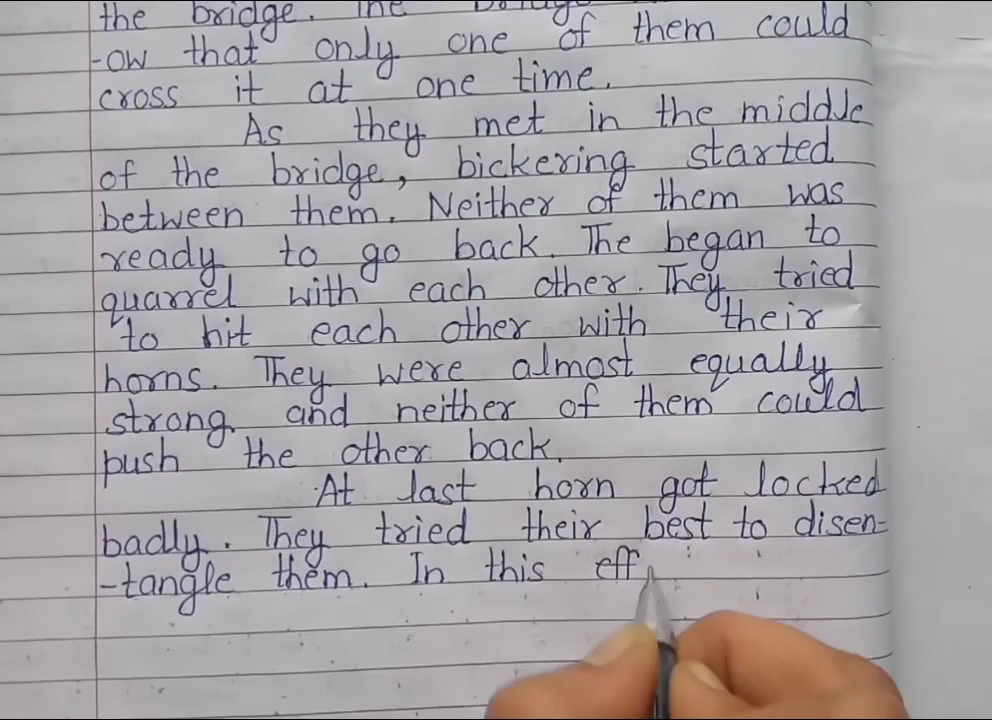 the bridge. The
-ow that only one of them could
cross it at one time.
As they met in the middle
of the bridge, bickering started
between them. Neither of them was
ready to go back. The began to
quarrel with each other. They tried
to hit each other with their
horns. They were almost equally
strong and neither of them could
push the other back.
At last horn got locked
badly. They tried their best to disen-
-tangle them. In this eff